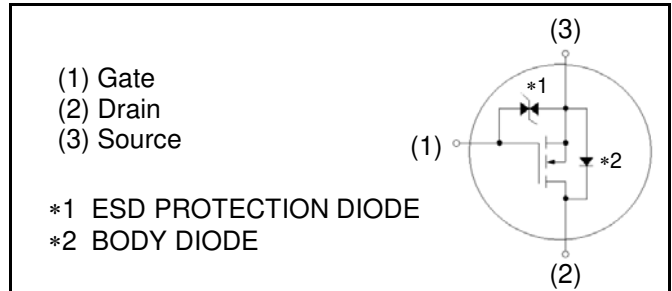 (1) Gate
(2) Drain
(3) Source
*1 ESD PROTECTION DIODE
*2 BODY DIODE
(3)
*1
(1)
*2
(2)